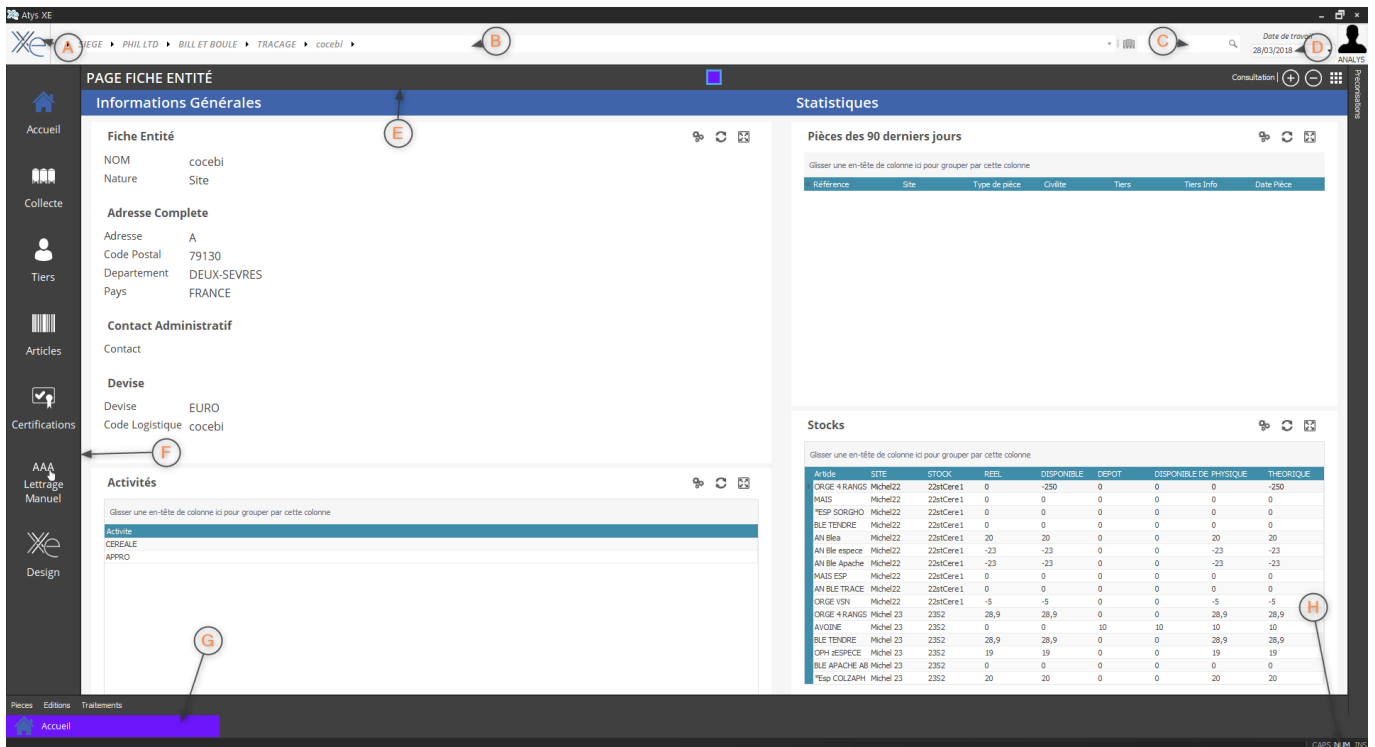 Atys XE
Xe A SIEGE PHIL LTD BILL ET BOULE TRACAGE cocebi B C Date de travail
28/03/2018 D
ANALYS
PAGE FICHE ENTITÉ Consultation
Préconisations
Informations Générales Statistiques
Accueil
Collecte
Tiers
Articles
Certifications
AAA
Lettrage
Manuel
Xe
Design
E
Fiche Entité
NOM cocebi
Nature Site
Adresse Complete
Adresse A
Code Postal 79130
Departement DEUX-SEVRES
Pays FRANCE
Contact Administratif
Contact
Devise
Devise EURO
Code Logistique cocebi
F
Activités
Glisser une en-tête de colonne ici pour grouper par cette colonne
Activite
CEREALE
APPRO
G
Pièces des 90 derniers jours
Glisser une en-tête de colonne ici pour grouper par cette colonne
Référence Site Type de pièce Civilite Tiers Tiers Info Date Pièce
Stocks
Glisser une en-tête de colonne ici pour grouper par cette colonne
Article SITE STOCK REEL DISPONIBLE DEPOT DISPONIBLE DE PHYSIQUE THEORIQUE
ORGE 4 RANGS Michel22 22stCere1 0 -250 0 0 0 -250
MAIS Michel22 22stCere1 0 0 0 0 0 0
*ESP SORGHO Michel22 22stCere1 0 0 0 0 0 0
BLE TENDRE Michel22 22stCere1 0 0 0 0 0 0
AN Blea Michel22 22stCere1 20 20 0 0 20 20
AN Ble espece Michel22 22stCere1 -23 -23 0 0 -23 -23
AN Ble Apache Michel22 22stCere1 -23 -23 0 0 -23 -23
MAIS ESP Michel22 22stCere1 0 0 0 0 0 0
AN BLE TRACE Michel22 22stCere1 0 0 0 0 0 0
ORGE VSN Michel22 22stCere1 -5 -5 0 0 -5 -5
H
ORGE 4 RANGS Michel 23 23S2 28,9 28,9 0 0 28,9 28,9
AVOINE Michel 23 23S2 0 0 10 10 10 10
BLE TENDRE Michel 23 23S2 28,9 28,9 0 0 28,9 28,9
OPH zESPECE Michel 23 23S2 19 19 0 0 19 19
BLE APACHE AB Michel 23 23S2 0 0 0 0 0 0
*Esp COLZAPH Michel 23 23S2 20 20 0 0 20 20
Pieces Editions Traitements
Accueil
CAPS NUM INS